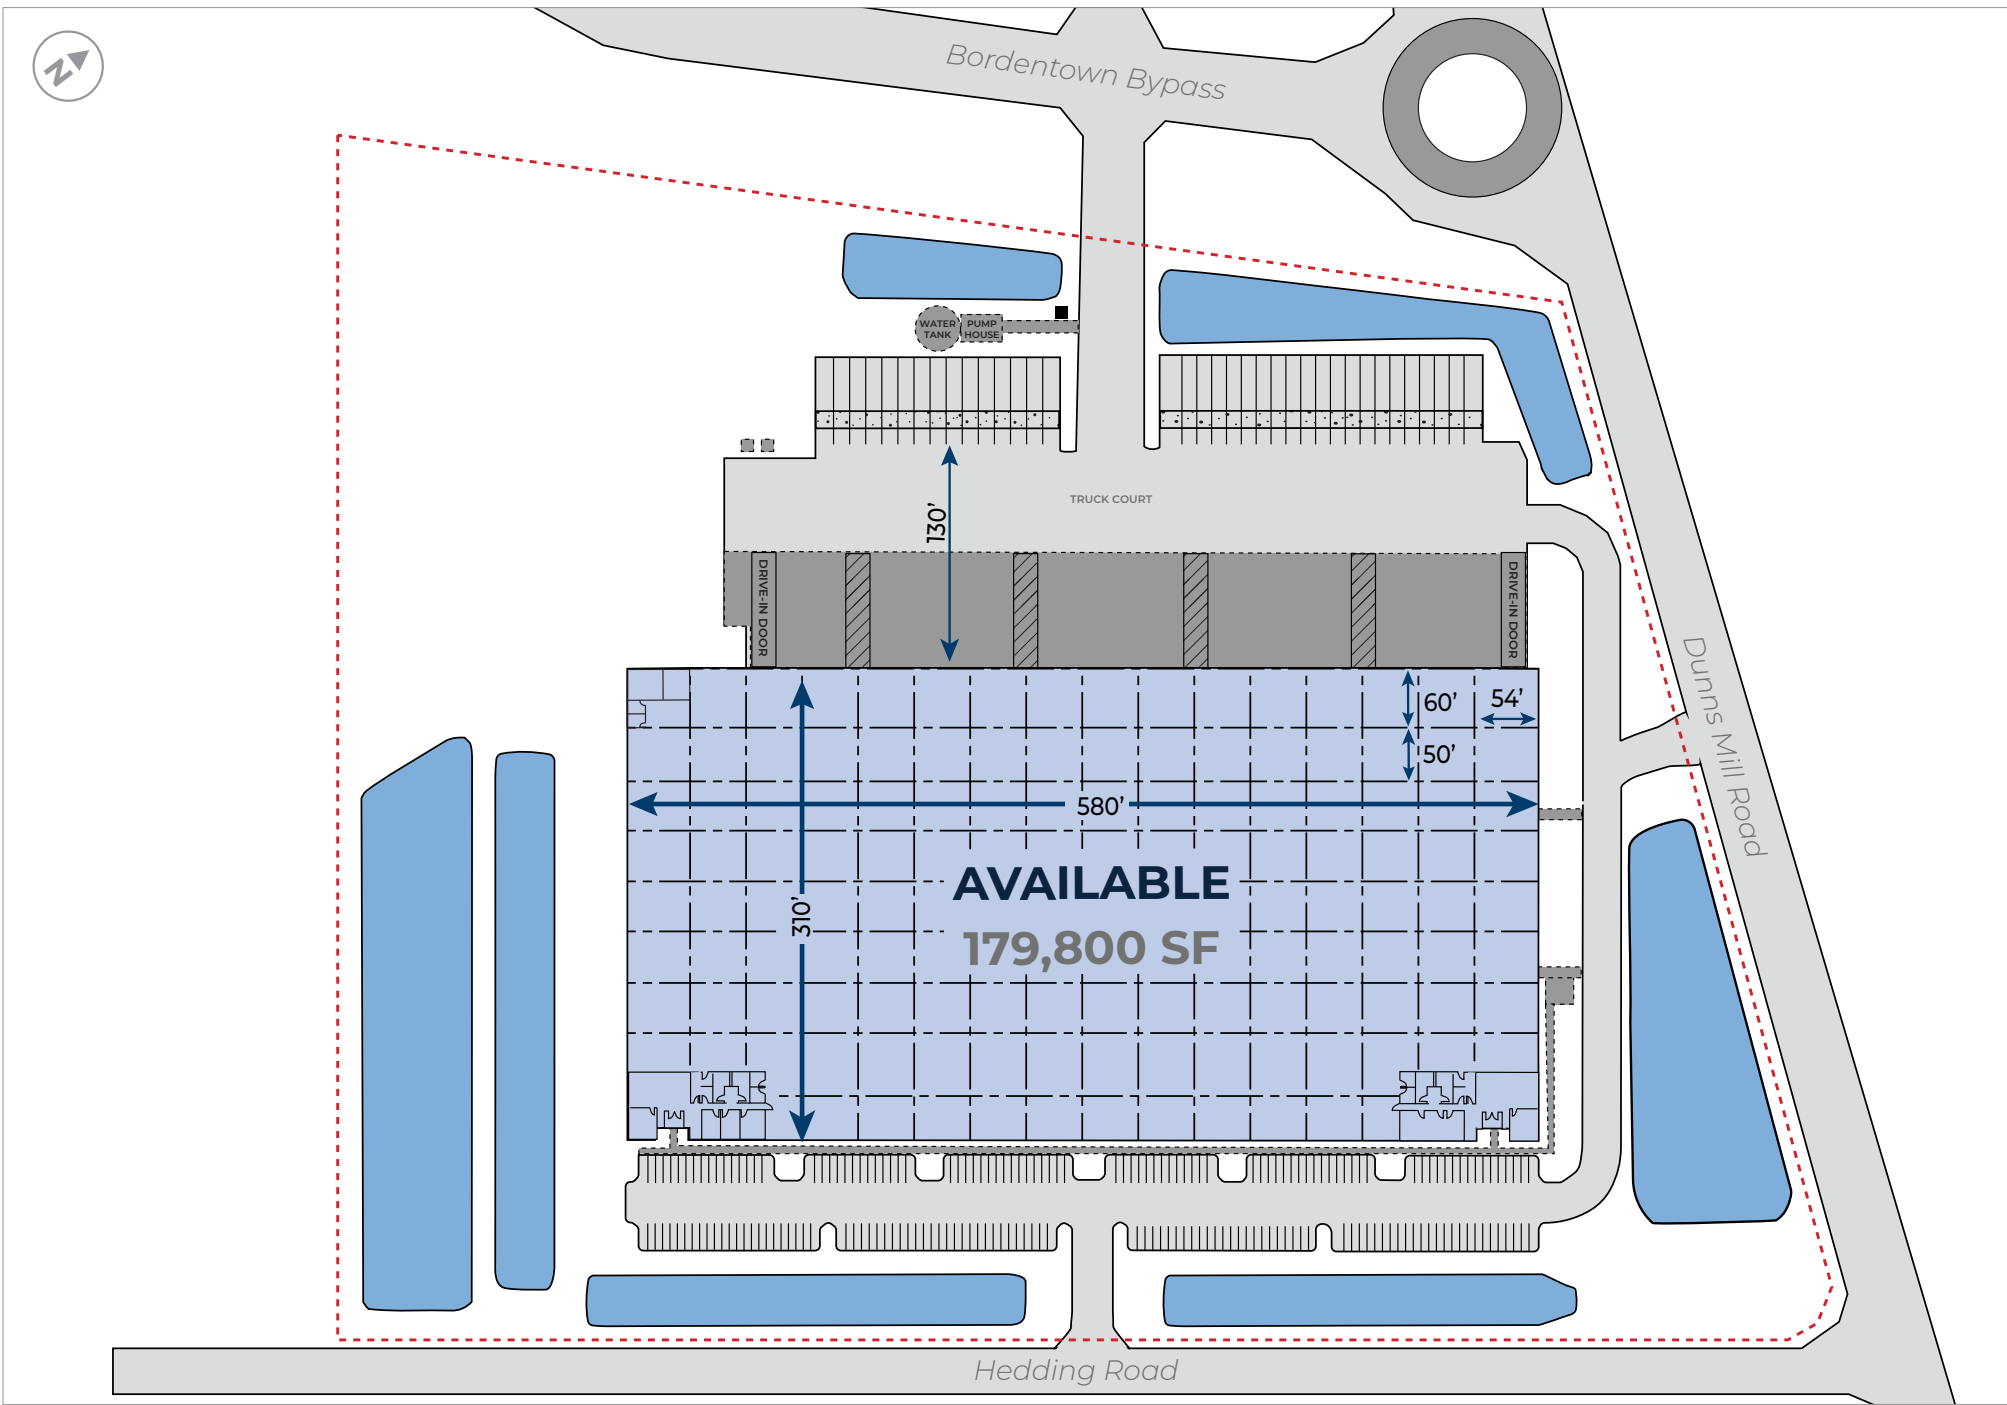 N
Bordentown Bypass
WATER
TANK
PUMP
HOUSE
TRUCK COURT
130’
DRIVE-IN DOOR
DRIVE-IN DOOR
60’
54’
50’
580’
Dunns Mill Road
AVAILABLE
310’
179,800 SF
Hedding Road